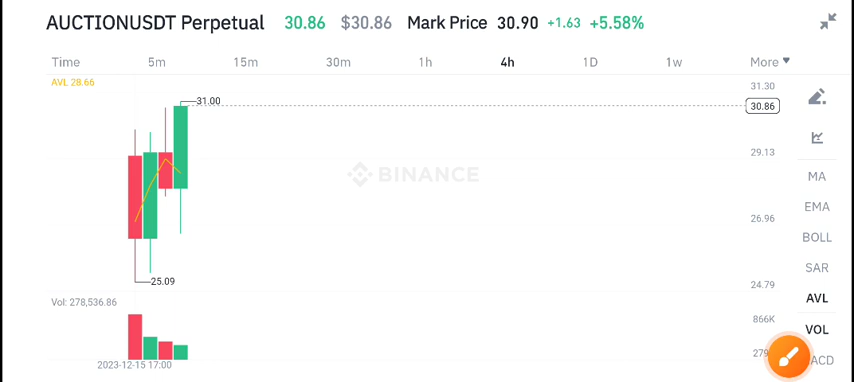 AUCTIONUSDT Perpetual 30.86 $30.86 Mark Price 30.90 +1.63 +5.58%
Time 5m 15m 30m 1h 4h 1D 1w More
AVL 28.66
31.30
31.00
30.86
29.13
BINANCE
MA
EMA
26.96
BOLL
SAR
25.09
24.79
AVL
Vol: 278,536.86
866K
VOL
279
ACD
2023-12-15 17:00